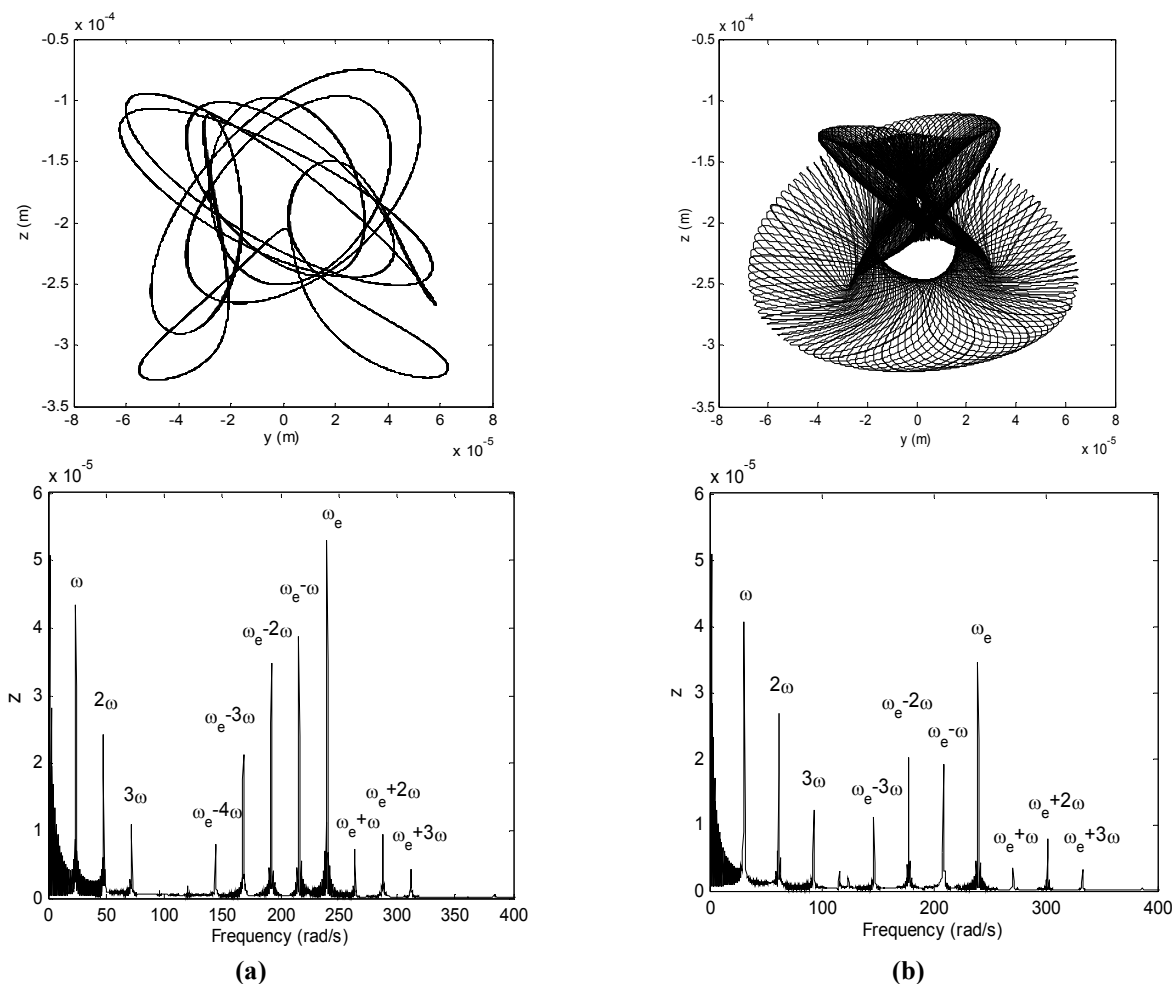 x 10⁻⁴
-0.5
-1
-1.5
-2
-2.5
-3
-3.5
z (m)
-8 -6 -4 -2 0 2 4 6 8
y (m)
x 10⁻⁵
x 10⁻⁴
-0.5
-1
-1.5
-2
-2.5
-3
-3.5
z (m)
-8 -6 -4 -2 0 2 4 6 8
y (m)
x 10⁻⁵
x 10⁻⁵
6
5
4
3
2
1
0
z
ω
2ω
3ω
ωe-4ω
ωe-3ω
ωe-2ω
ωe-ω
ωe
ωe+ω
ωe+2ω
ωe+3ω
0 50 100 150 200 250 300 350 400
Frequency (rad/s)
(a)
x 10⁻⁵
6
5
4
3
2
1
0
z
ω
2ω
3ω
ωe-3ω
ωe-2ω
ωe-ω
ωe
ωe+ω
ωe+2ω
ωe+3ω
0 100 200 300 400
Frequency (rad/s)
(b)